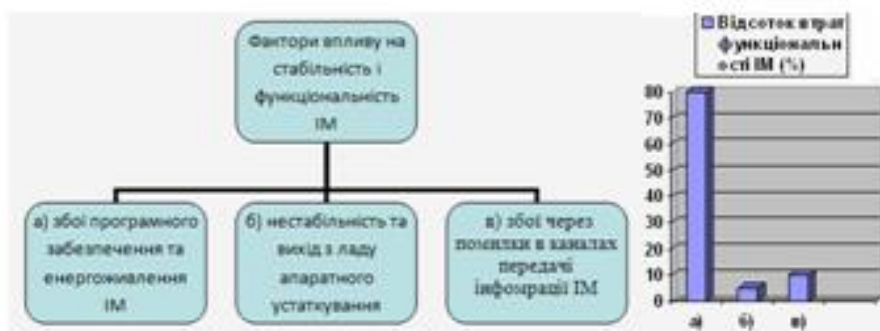 Фактори впливу на
стабільність і
функціональність
ІМ
а) збої програмного
забезпечення та
енергоживлення
ІМ
б) нестабільність та
вихід з ладу
апаратного
устаткування
в) збої через
помилки в каналах
передачі
інфомрації ІМ
Відсоток втрат
функціональн
ості ІМ (%)
80
70
60
50
40
30
20
10
0
а)
б)
в)